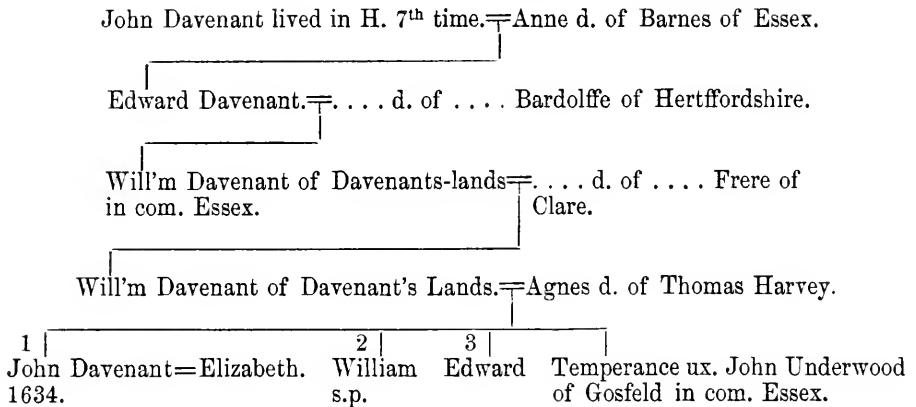 John Davenant lived in H. 7th time.=Anne d. of Barnes of Essex.
Edward Davenant.=. . . . d. of . . . . Bardolffe of Hertffordshire.
Will'm Davenant of Davenants-lands=. . . . d. of . . . . Frere of
in com. Essex. Clare.
Will'm Davenant of Davenant's Lands.=Agnes d. of Thomas Harvey.
1 2 3
John Davenant=Elizabeth. William Edward Temperance ux. John Underwood
1634. s.p. of Gosfeld in com. Essex.